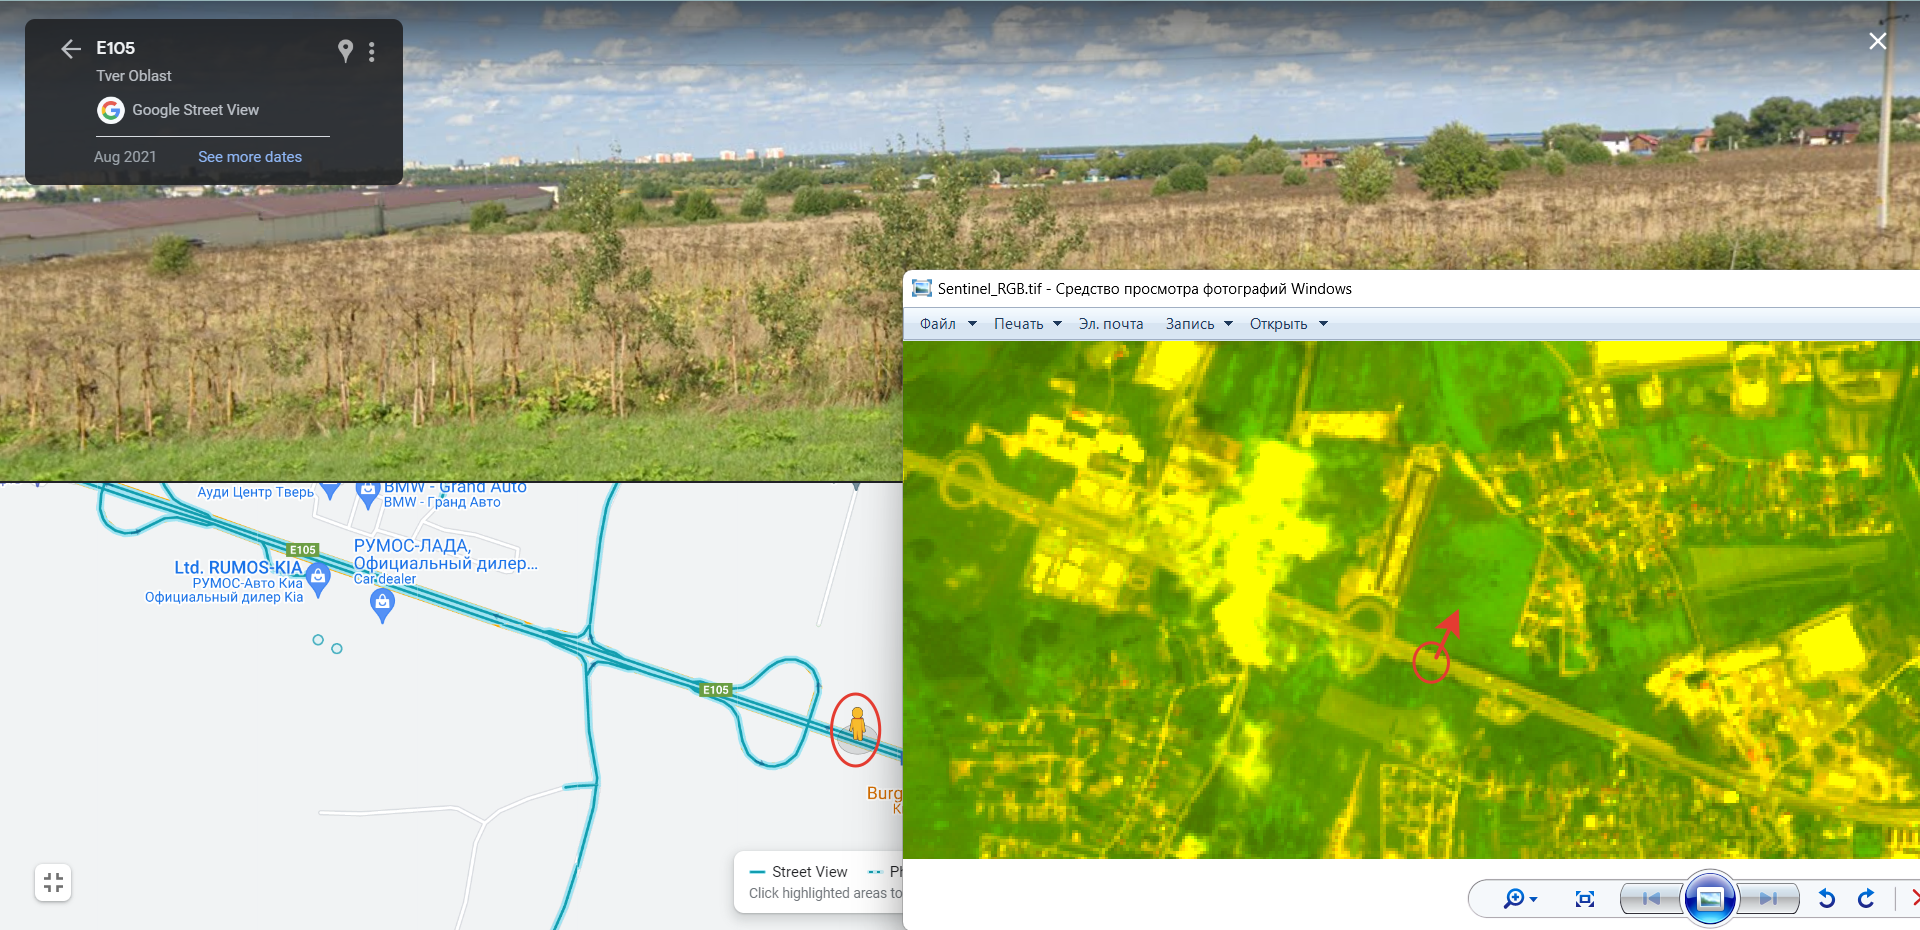 E105
Tver Oblast
Google Street View
Aug 2021
See more dates
Sentinel_RGB.tif - Средство просмотра фотографий Windows
Файл
Печать
Эл. почта
Запись
Открыть
Ауди Центр Тверь
BMW - Grand Auto
BMW - Гранд Авто
E105
РУМОС-ЛАДА,
Официальный дилер...
Car dealer
Ltd. RUMOS-KIA
РУМОС-Авто Киа
Официальный дилер Kia
E105
Burg
Street View
Click highlighted areas to